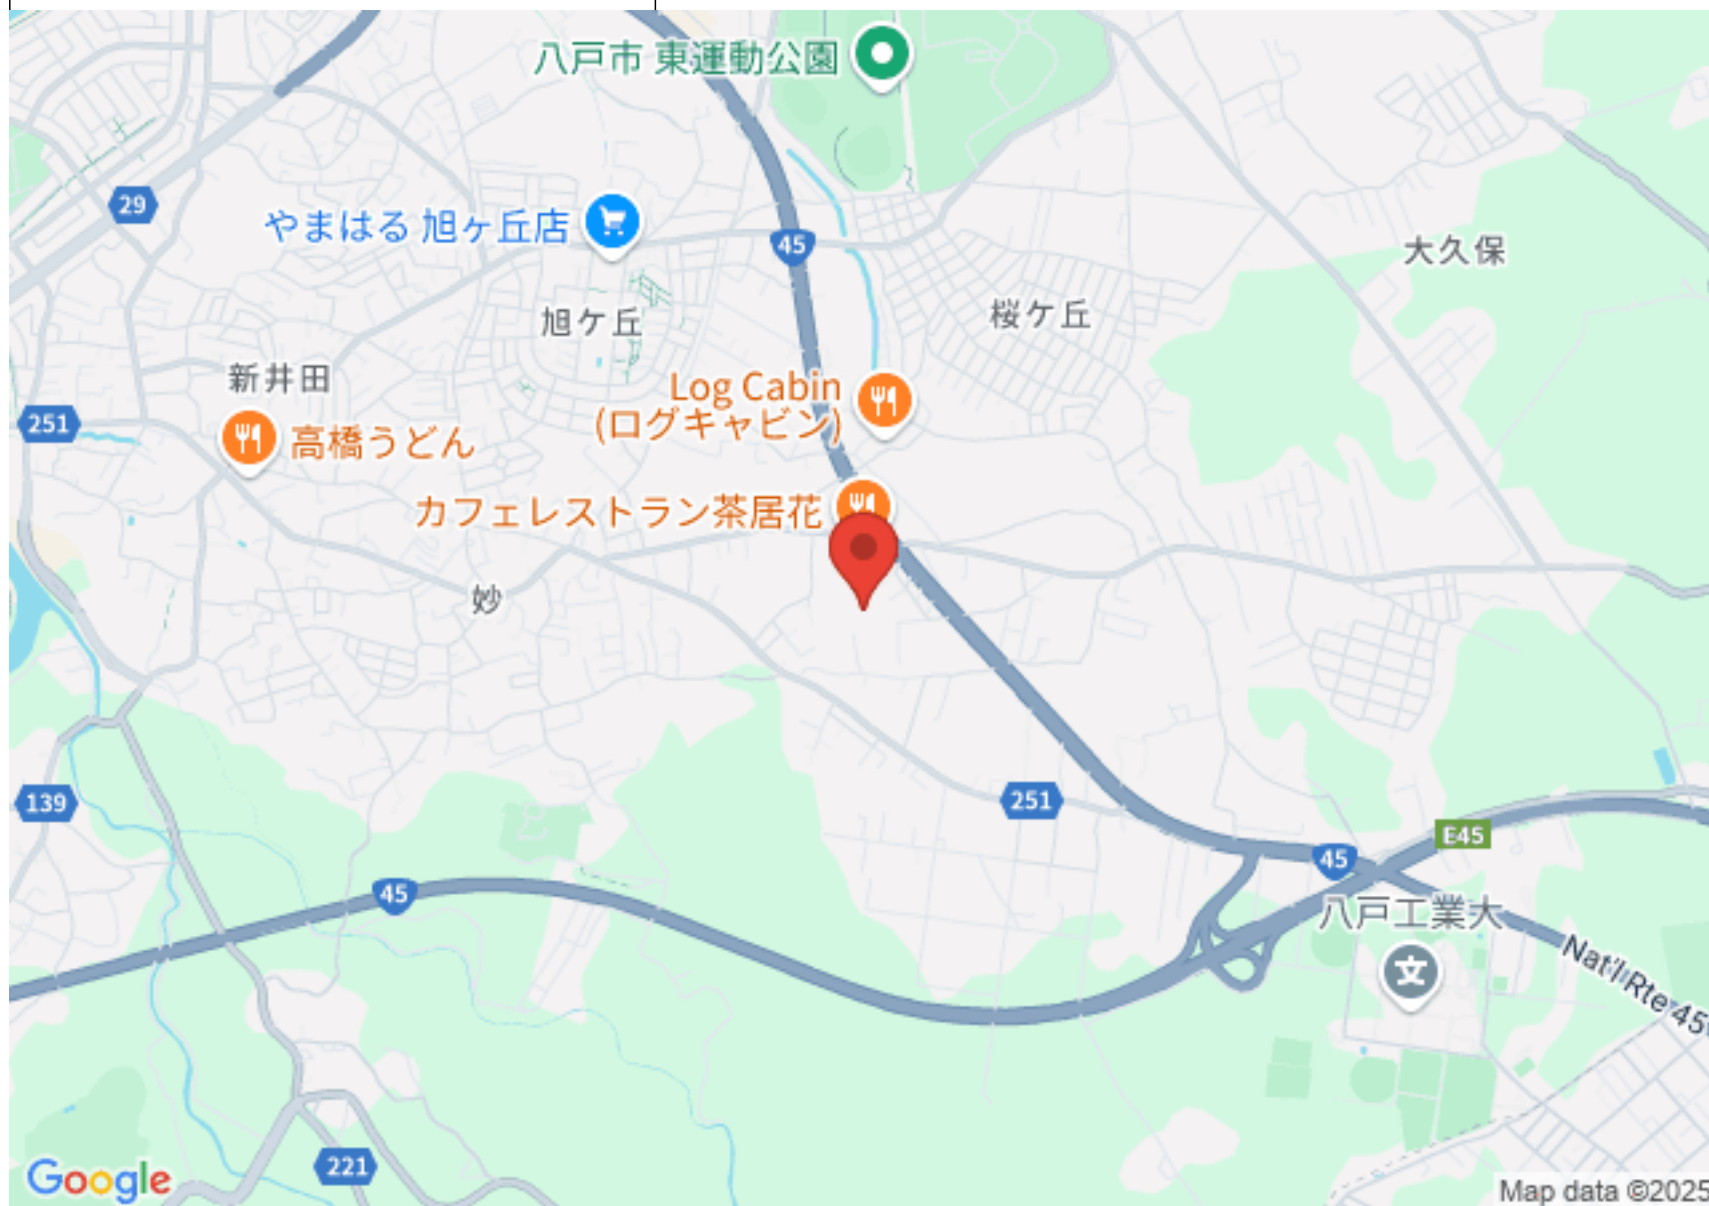 八戸市 東運動公園
29
やまはる 旭ヶ丘店
45
大久保
旭ケ丘
桜ケ丘
新井田
Log Cabin
(ログキャビン)
251
高橋うどん
カフェレストラン茶居花
妙
139
251
E45
45
45
八戸工業大
文
Nat'l Rte 45
221
Google
Map data ©2025